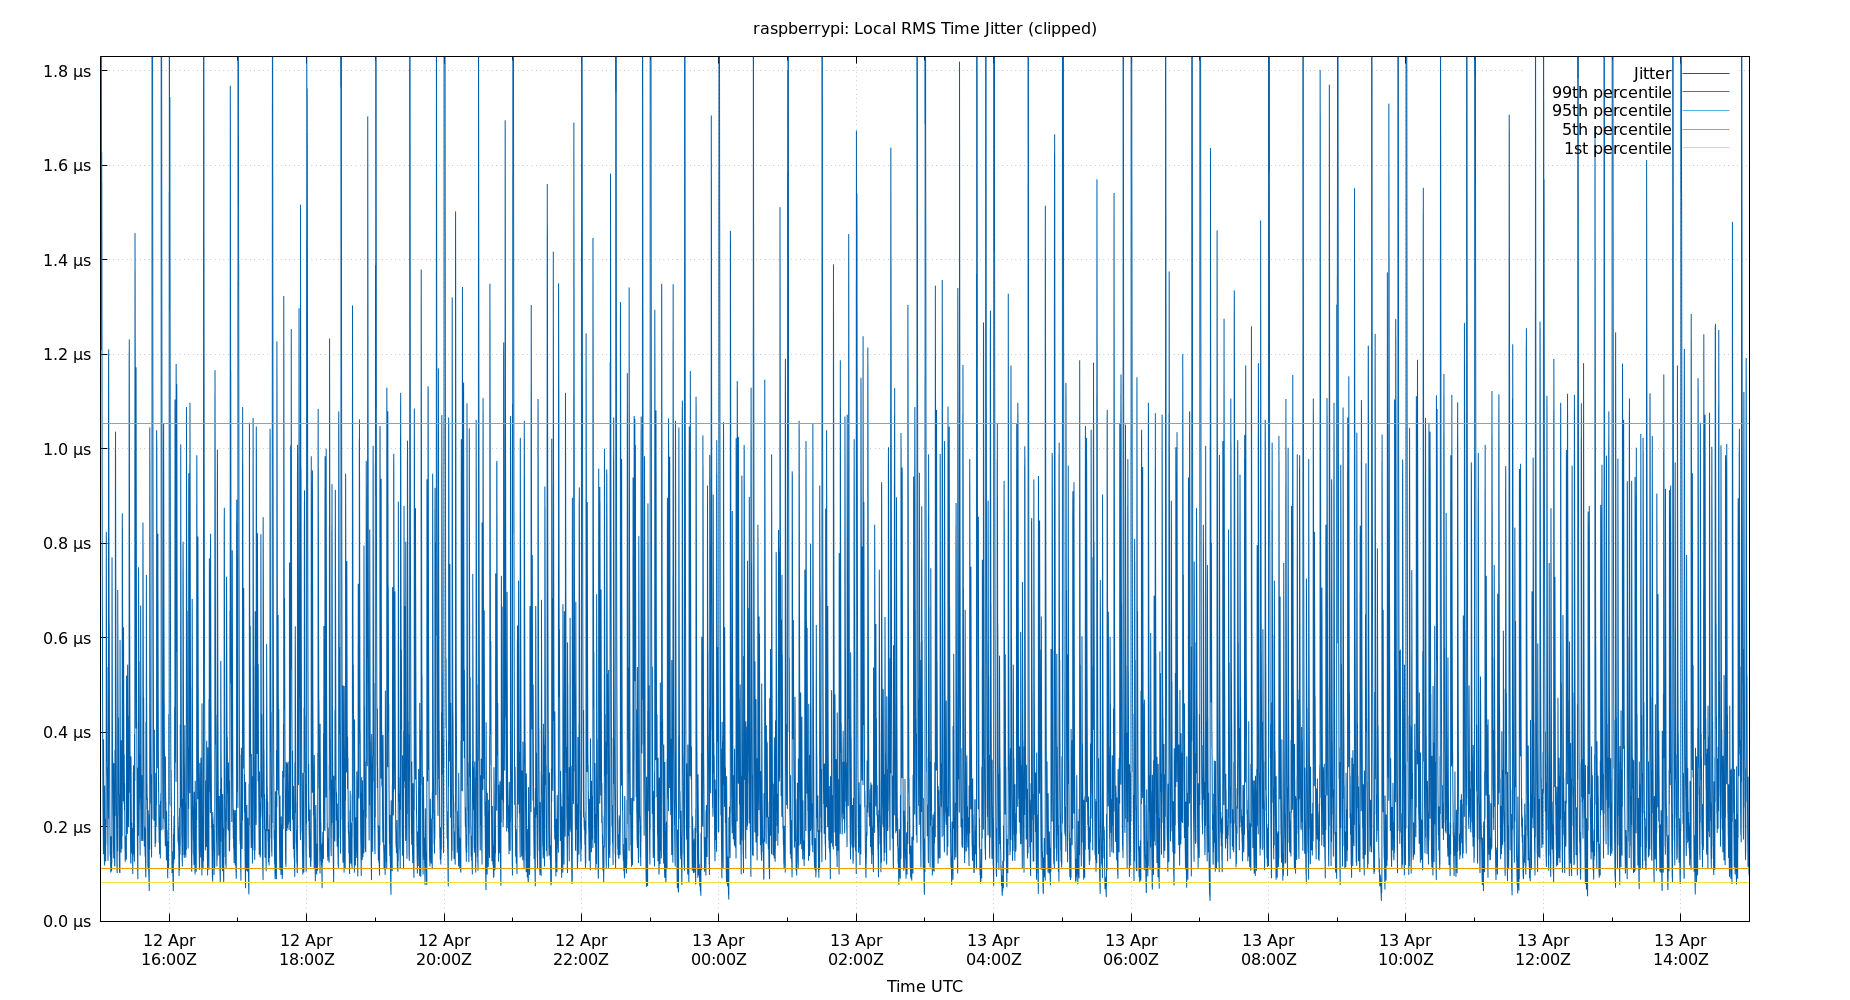 raspberrypi: Local RMS Time Jitter (clipped)
1.8 µs
1.6 µs
1.4 µs
1.2 µs
1.0 µs
0.8 µs
0.6 µs
0.4 µs
0.2 µs
0.0 µs
Jitter
99th percentile
95th percentile
5th percentile
1st percentile
12 Apr 12 Apr 12 Apr 12 Apr 13 Apr 13 Apr 13 Apr 13 Apr 13 Apr 13 Apr 13 Apr 13 Apr
16:00Z 18:00Z 20:00Z 22:00Z 00:00Z 02:00Z 04:00Z 06:00Z 08:00Z 10:00Z 12:00Z 14:00Z
Time UTC